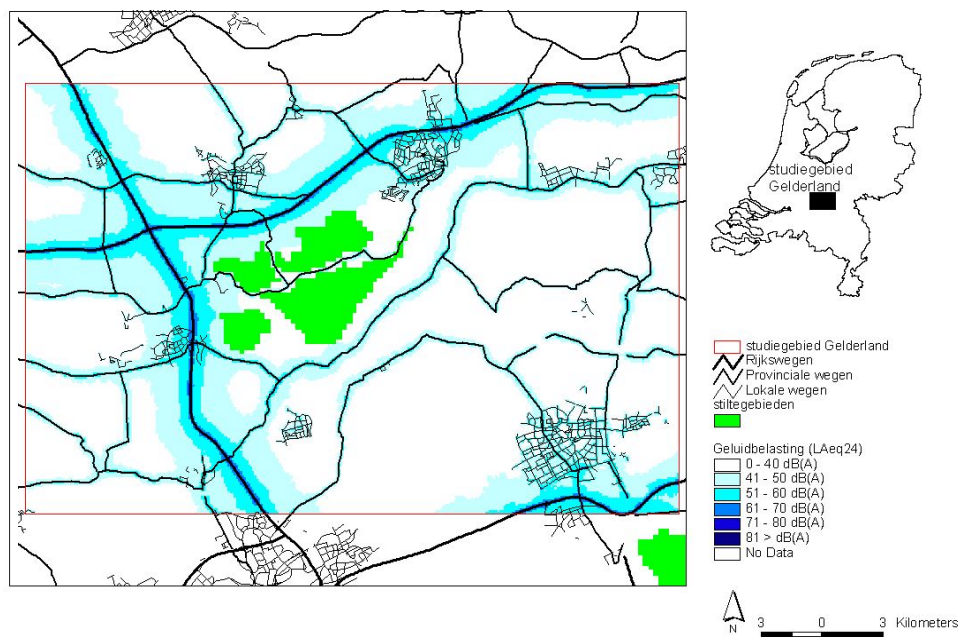 studiegebied
Gelderland
studiegebied Gelderland
Rijkswegen
Provinciale wegen
Lokale wegen
stiltegebieden
Geluidbelasting (LAeq24)
0 - 40 dB(A)
41 - 50 dB(A)
51 - 60 dB(A)
61 - 70 dB(A)
71 - 80 dB(A)
81 > dB(A)
No Data
N
3 0 3 Kilometers